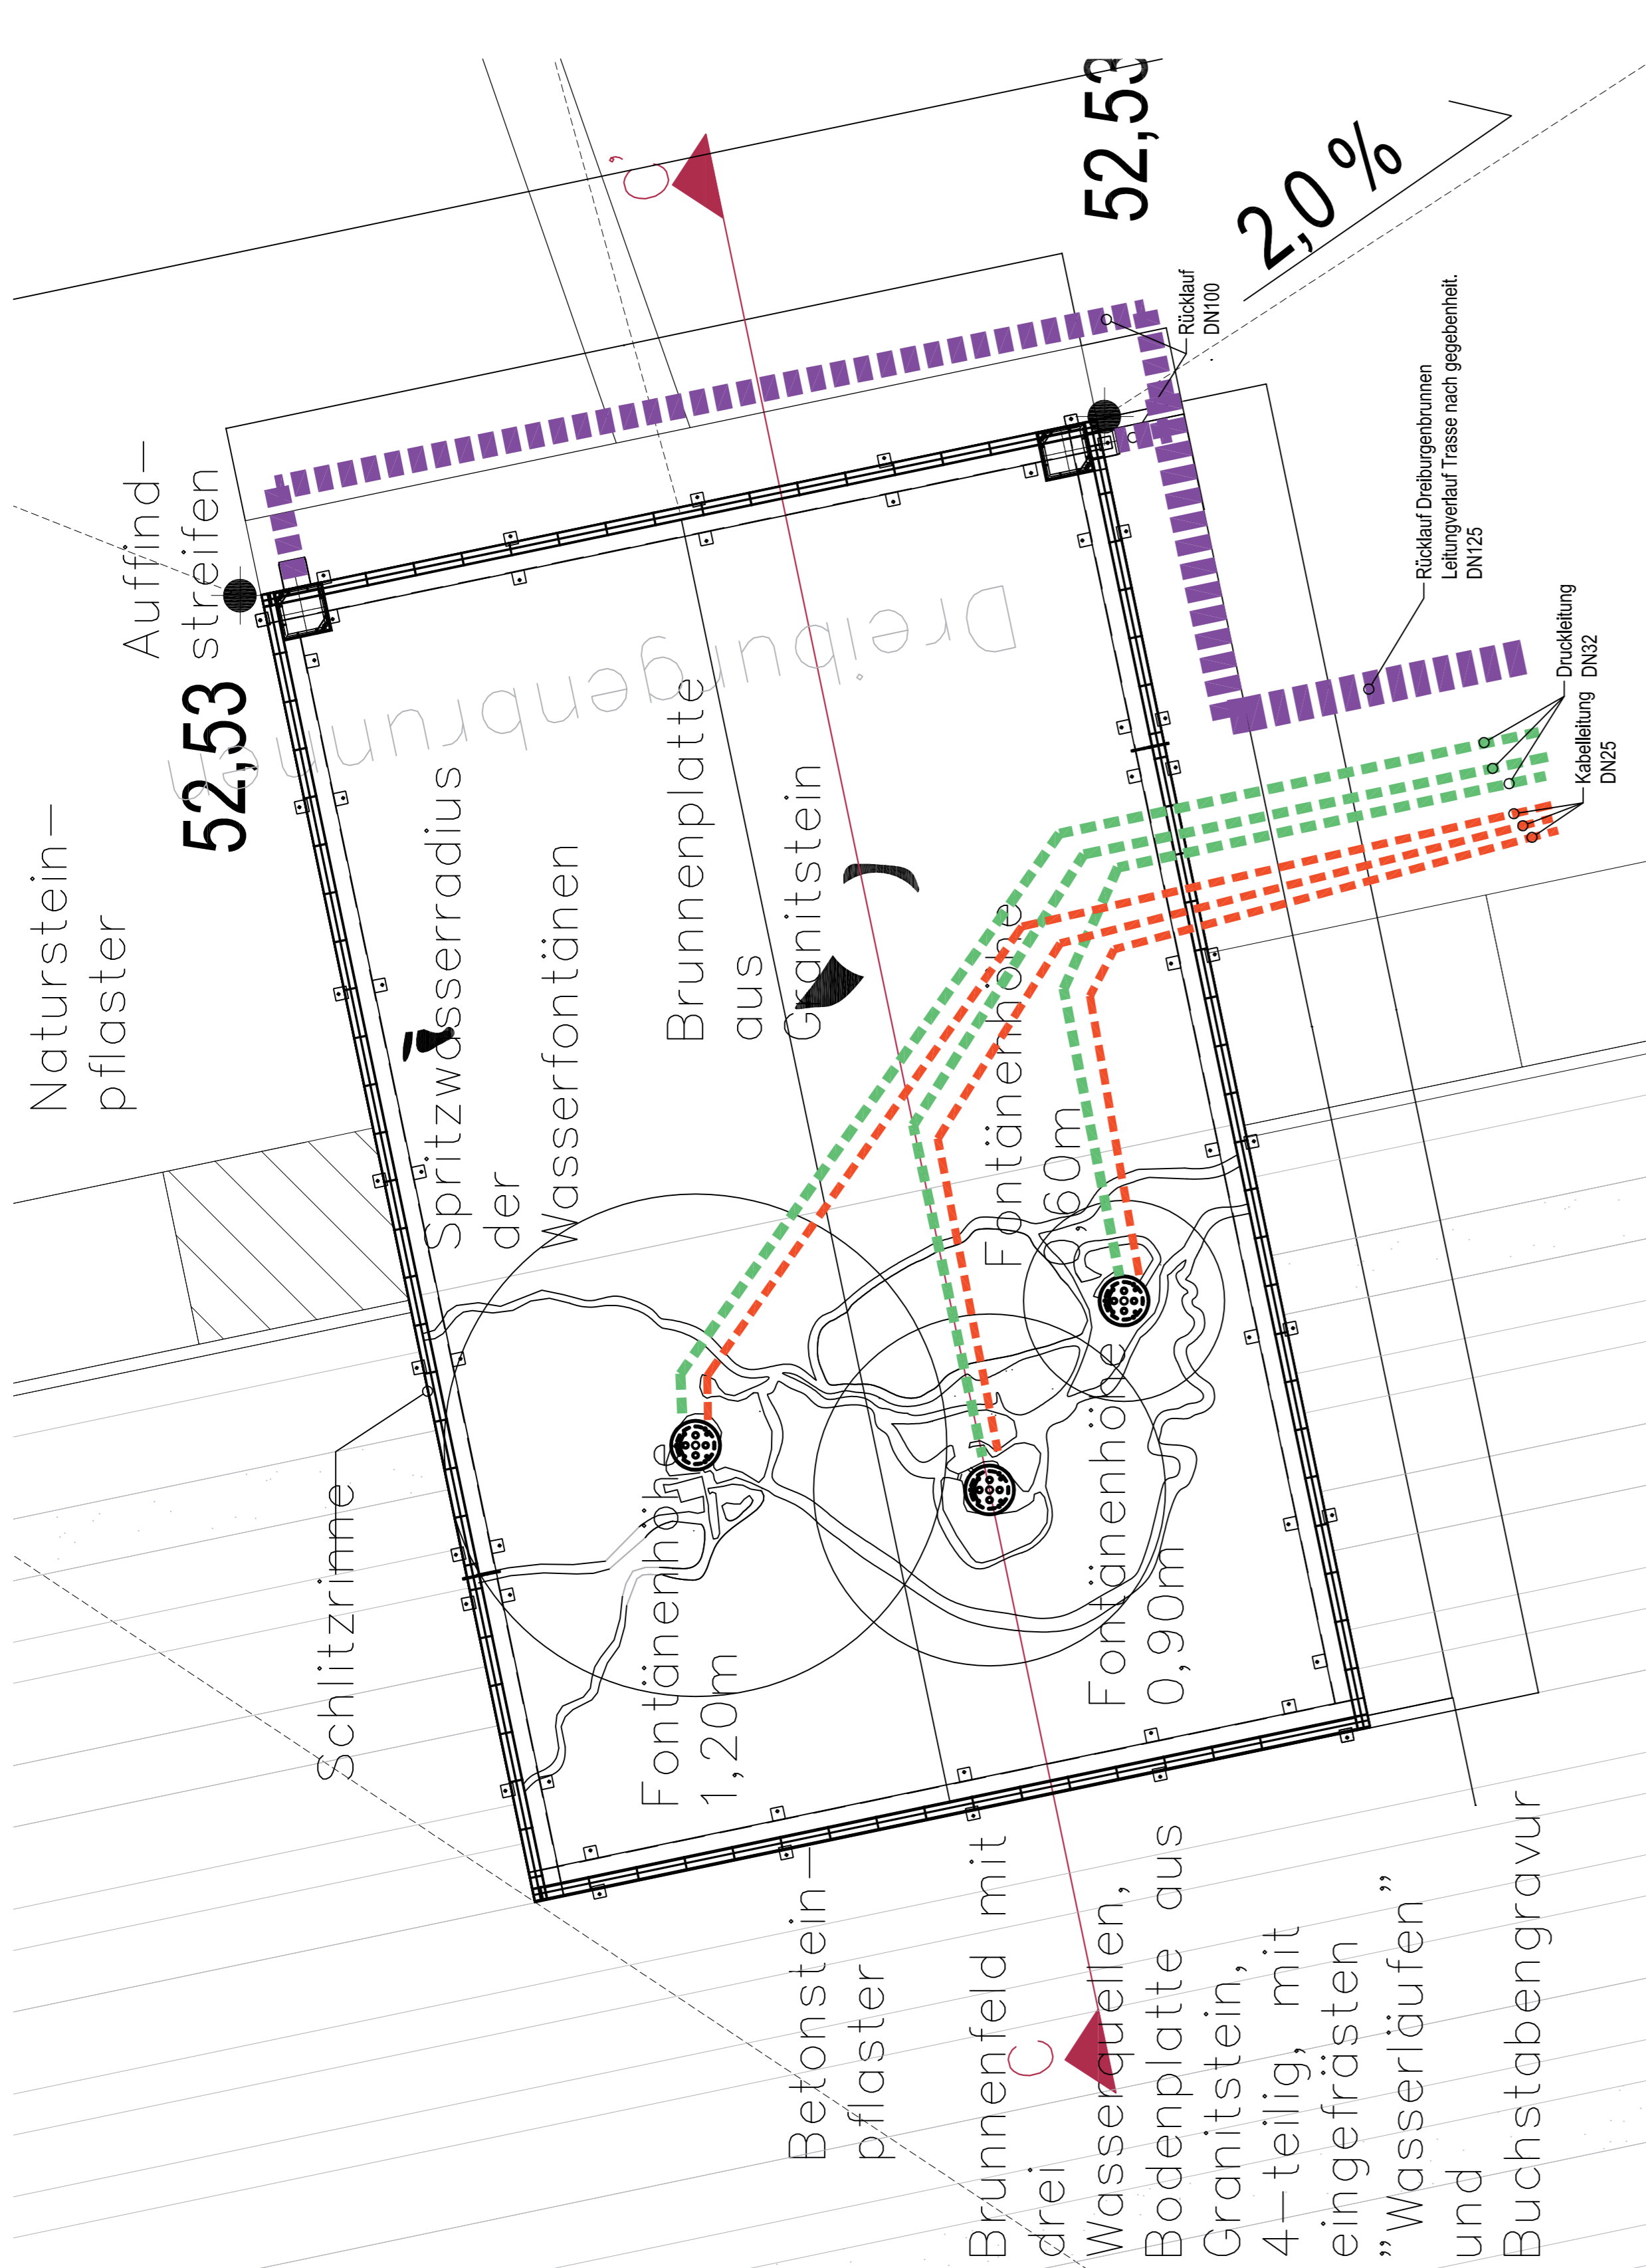 Naturstein-
pflaster
Auffind-
streifen
52,53
52,53
2,0 %
C'
Rücklauf
DN100
Rücklauf Dreiburgenbrunnen
Leitungverlauf Trasse nach gegebenheit.
DN125
Druckleitung
DN32
Kabelleitung
DN25
Dreiburgenbrunnen
Spritzwasserradius
der
Wasserfontänen
Brunnenplatte
aus
Granitstein
Fontänenhöhe
0,60m
Schlitzrinne
Fontänenhöhe
1,20m
Fontänenhöhe
0,90m
Betonstein-
pflaster
C
Brunnenfeld mit
drei
Wasserquellen,
Bodenplatte aus
Granitstein,
4-teilig, mit
eingefrästen
"Wasserläufen"
und
Buchstabengravur